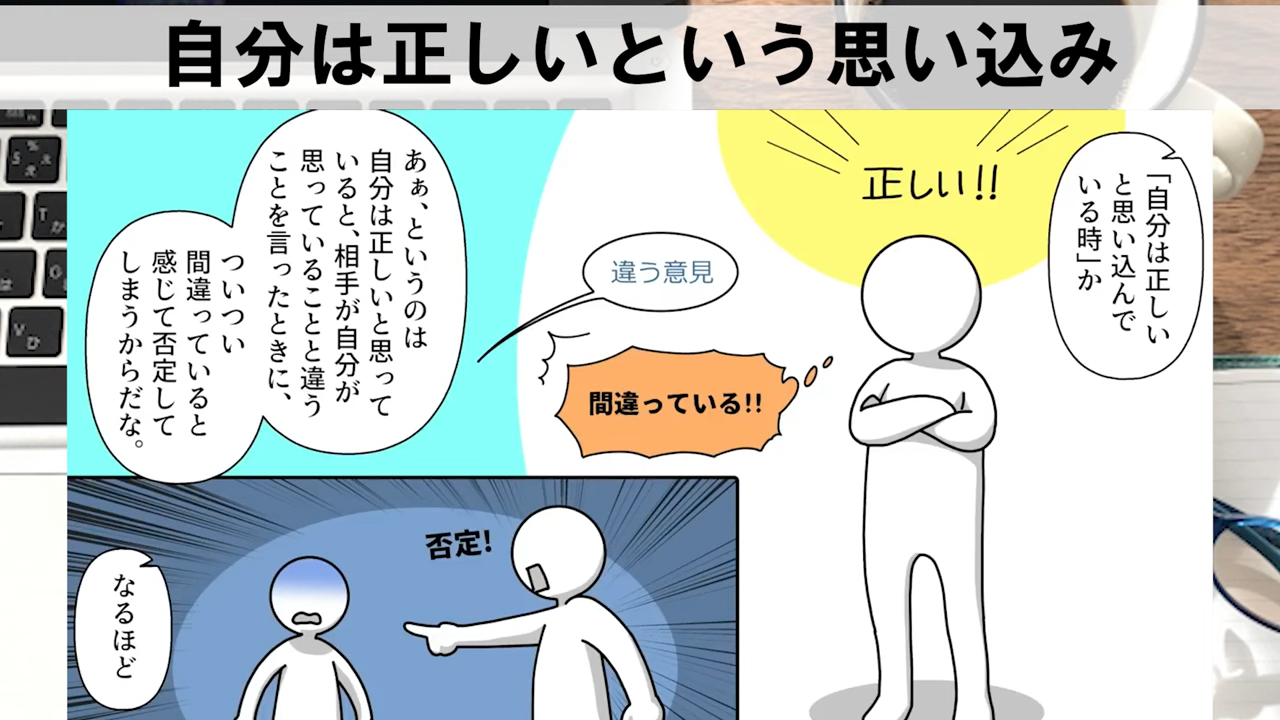 自分は正しいという思い込み
「自分は正しい
と思い込んで
いる時」か
正しい!!
違う意見
間違っている!!
あぁ、というのは
自分は正しいと思って
いると、相手が自分が
思っていることと違う
ことを言ったときに、
ついつい
間違っていると
感じて否定して
しまうからだな。
否定!
なるほど